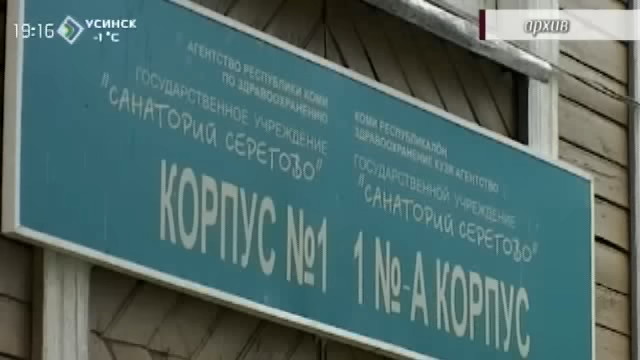 19:16 УСИНСК
-1°C
архив
АГЕНТСТВО РЕСПУБЛИКИ КОМИ
ПО ЗДРАВООХРАНЕНИЮ
ГОСУДАРСТВЕННОЕ УЧРЕЖДЕНИЕ
"САНАТОРИЙ СЕРЕГОВО"
КОРПУС №1
КОМИ РЕСПУБЛИКАЛÖН
ЗДРАВООХРАНЕНИЕ КУЗЯ АГЕНТСТВО
ГОСУДАРСТВЕННОЙ УЧРЕЖДЕНИЕ
"САНАТОРИЙ СЕРЕГОВО"
1 №-А КОРПУС